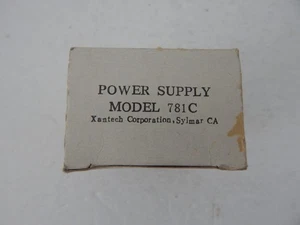 POWER SUPPLY
MODEL 781C
Xantech Corporation,Sylmar CA